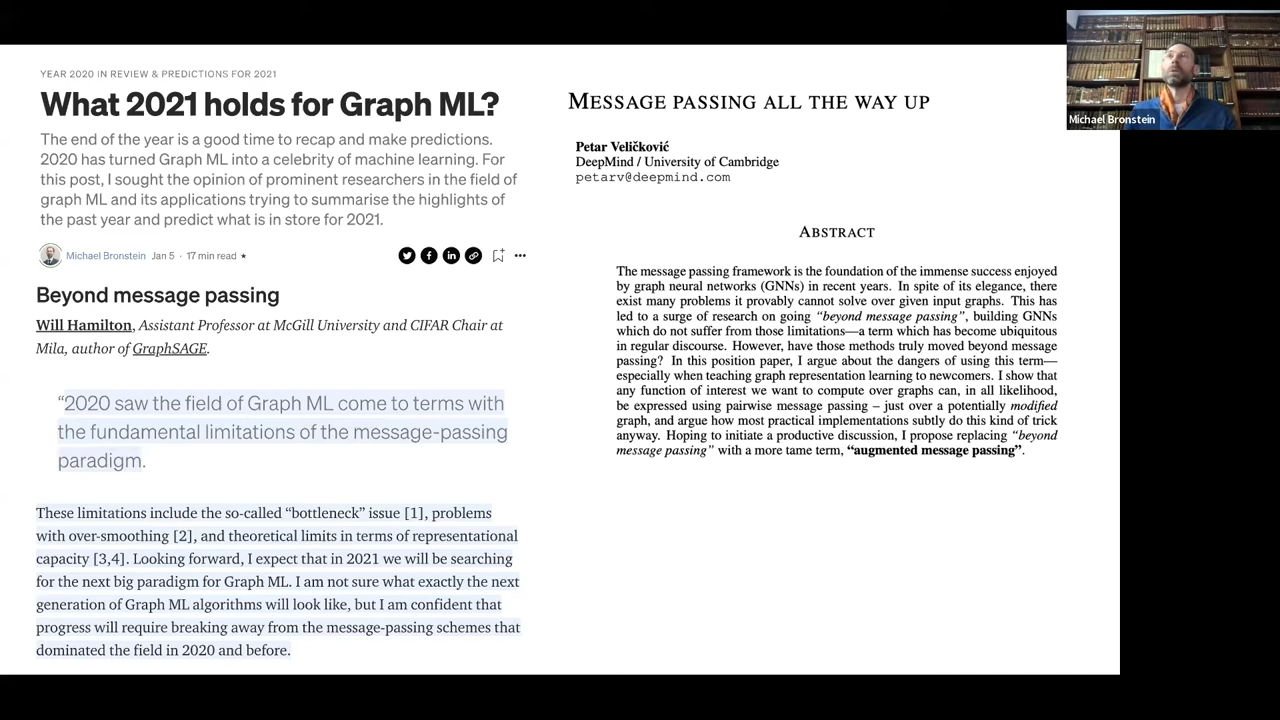 YEAR 2020 IN REVIEW & PREDICTIONS FOR 2021
What 2021 holds for Graph ML?
The end of the year is a good time to recap and make predictions.
2020 has turned Graph ML into a celebrity of machine learning. For
this post, I sought the opinion of prominent researchers in the field of
graph ML and its applications trying to summarise the highlights of
the past year and predict what is in store for 2021.
Michael Bronstein Jan 5 · 17 min read ★
Beyond message passing
Will Hamilton, Assistant Professor at McGill University and CIFAR Chair at
Mila, author of GraphSAGE.
“2020 saw the field of Graph ML come to terms with
the fundamental limitations of the message-passing
paradigm.
These limitations include the so-called “bottleneck” issue [1], problems
with over-smoothing [2], and theoretical limits in terms of representational
capacity [3,4]. Looking forward, I expect that in 2021 we will be searching
for the next big paradigm for Graph ML. I am not sure what exactly the next
generation of Graph ML algorithms will look like, but I am confident that
progress will require breaking away from the message-passing schemes that
dominated the field in 2020 and before.
MESSAGE PASSING ALL THE WAY UP
Petar Veličković
DeepMind / University of Cambridge
petarv@deepmind.com
ABSTRACT
The message passing framework is the foundation of the immense success enjoyed
by graph neural networks (GNNs) in recent years. In spite of its elegance, there
exist many problems it provably cannot solve over given input graphs. This has
led to a surge of research on going “beyond message passing”, building GNNs
which do not suffer from those limitations—a term which has become ubiquitous
in regular discourse. However, have those methods truly moved beyond message
passing? In this position paper, I argue about the dangers of using this term—
especially when teaching graph representation learning to newcomers. I show that
any function of interest we want to compute over graphs can, in all likelihood,
be expressed using pairwise message passing – just over a potentially modified
graph, and argue how most practical implementations subtly do this kind of trick
anyway. Hoping to initiate a productive discussion, I propose replacing “beyond
message passing” with a more tame term, “augmented message passing”.
Michael Bronstein